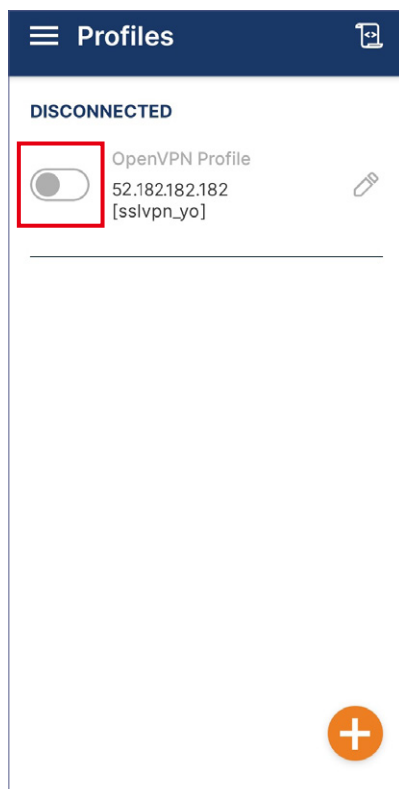 Profiles
DISCONNECTED
OpenVPN Profile
52.182.182.182
[sslvpn_yo]